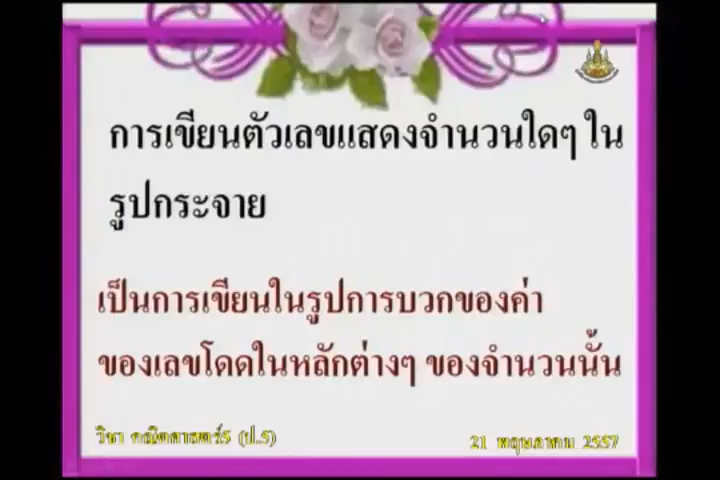 การเขียนตัวเลขแสดงจำนวนใดๆ ใน
รูปกระจาย
เป็นการเขียนในรูปการบวกของค่า
ของเลขโดดในหลักต่างๆ ของจำนวนนั้น
วิชา คณิตศาสตร์5 (ป.5)
21 พฤษภาคม 2557